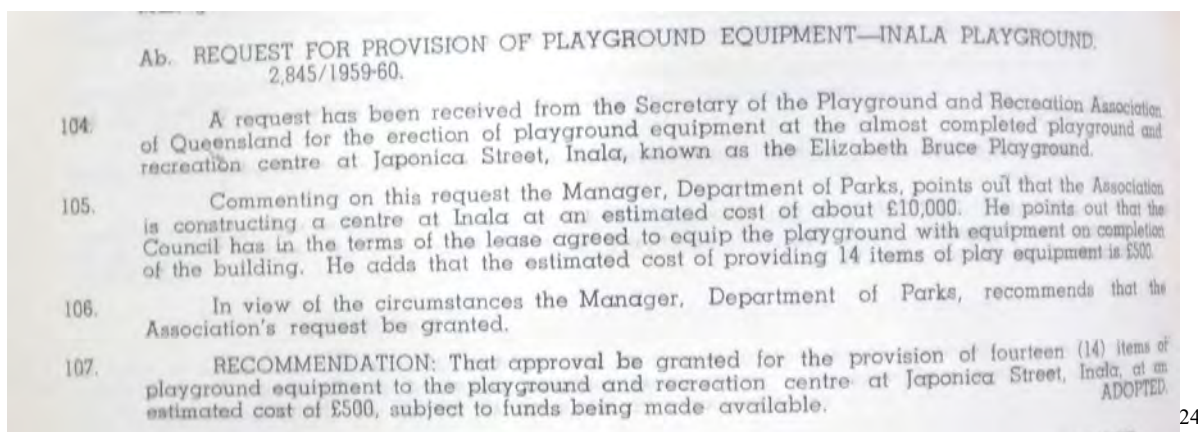 Ab. REQUEST FOR PROVISION OF PLAYGROUND EQUIPMENT—INALA PLAYGROUND.
2,845/1959-60.
104. A request has been received from the Secretary of the Playground and Recreation Association
of Queensland for the erection of playground equipment at the almost completed playground and
recreation centre at Japonica Street, Inala, known as the Elizabeth Bruce Playground.
105. Commenting on this request the Manager, Department of Parks, points out that the Association
is constructing a centre at Inala at an estimated cost of about £10,000. He points out that the
Council has in the terms of the lease agreed to equip the playground with equipment on completion
of the building. He adds that the estimated cost of providing 14 items of play equipment is £500.
106. In view of the circumstances the Manager, Department of Parks, recommends that the
Association's request be granted.
107. RECOMMENDATION: That approval be granted for the provision of fourteen (14) items of
playground equipment to the playground and recreation centre at Japonica Street, Inala, at an
estimated cost of £500, subject to funds being made available. ADOPTED.
24